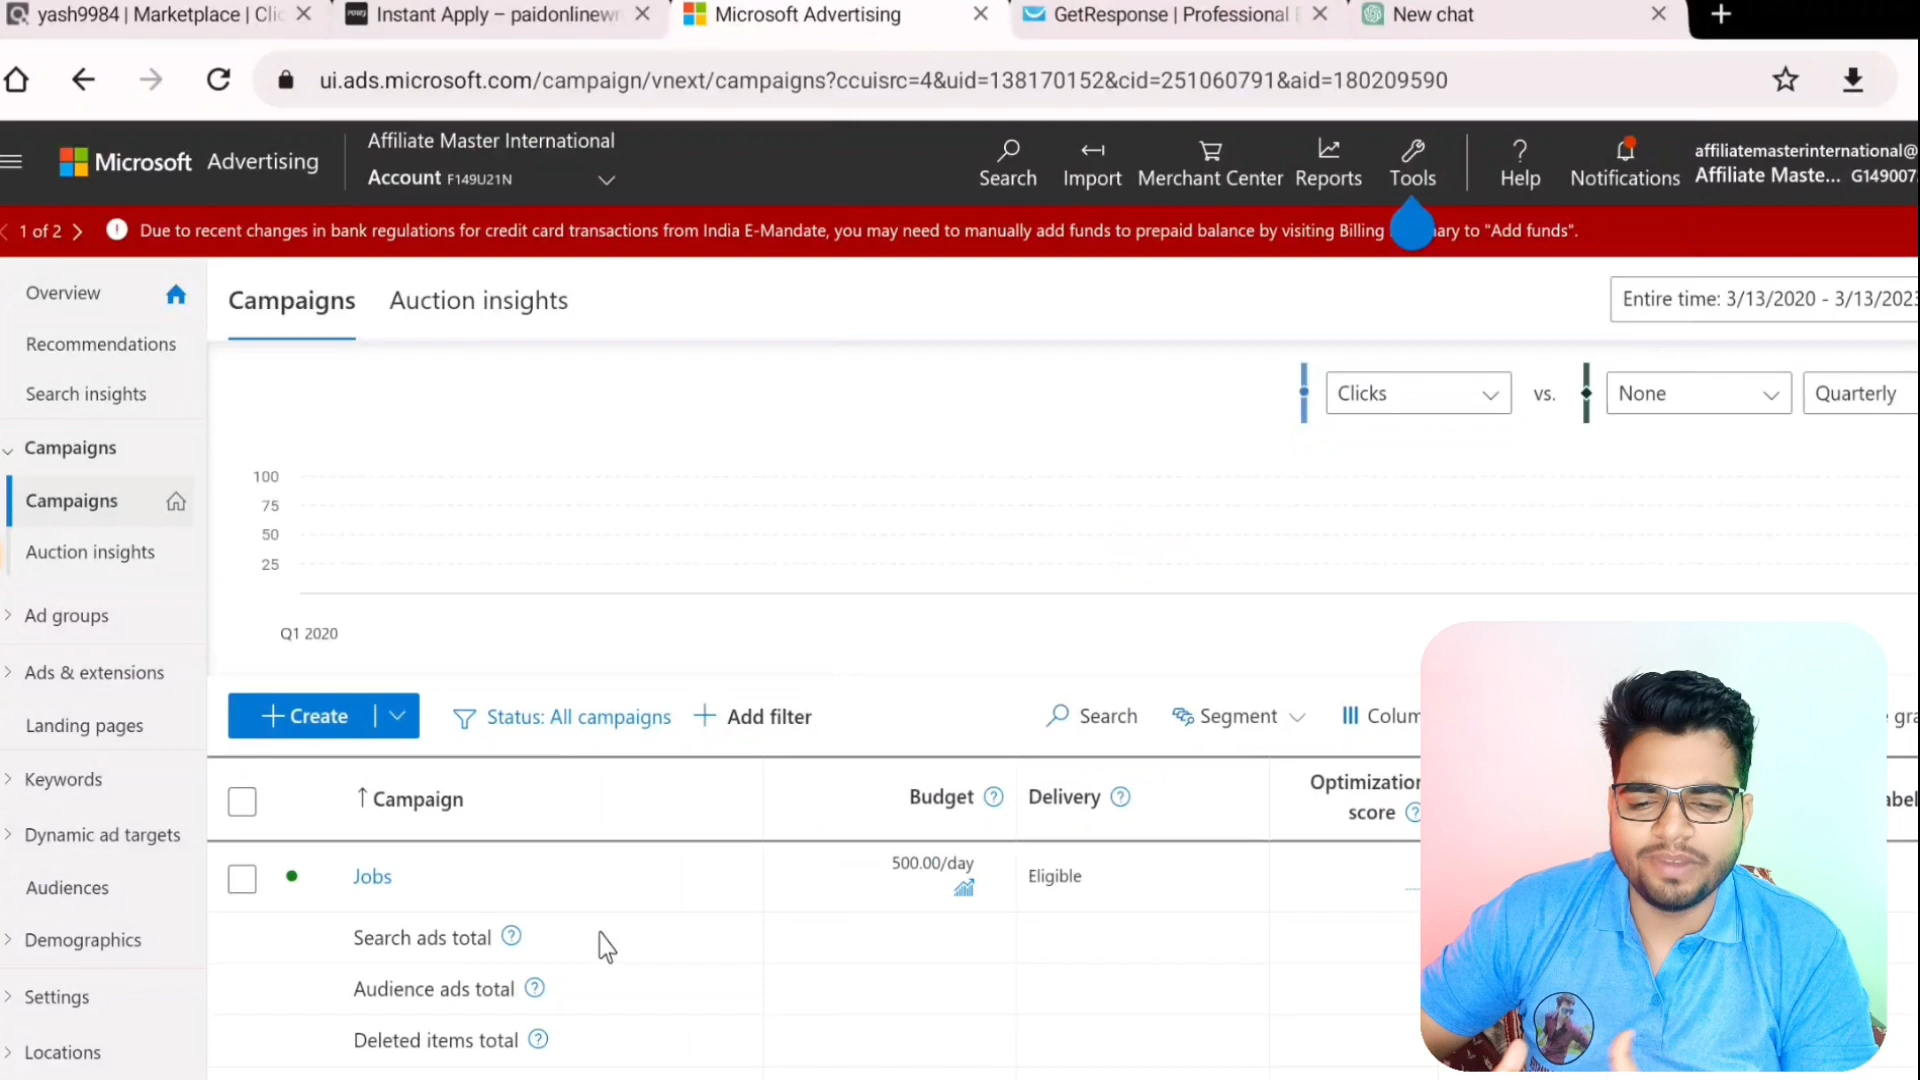 yash9984 | Marketplace | Clic
Instant Apply – paidonlinewr
Microsoft Advertising
GetResponse | Professional E
New chat
ui.ads.microsoft.com/campaign/vnext/campaigns?ccuisrc=4&uid=138170152&cid=251060791&aid=180209590
Microsoft Advertising
Affiliate Master International
Account F149U21N
Search
Import
Merchant Center
Reports
Tools
Help
Notifications
affiliatemasterinternational@
Affiliate Maste... G149007
1 of 2
Due to recent changes in bank regulations for credit card transactions from India E-Mandate, you may need to manually add funds to prepaid balance by visiting Billing ary to "Add funds".
Overview
Recommendations
Search insights
Campaigns
Campaigns
Auction insights
Ad groups
Ads & extensions
Landing pages
Keywords
Dynamic ad targets
Audiences
Demographics
Settings
Locations
Campaigns
Auction insights
Entire time: 3/13/2020 - 3/13/2023
Clicks
vs.
None
Quarterly
100
75
50
25
Q1 2020
+ Create
Status: All campaigns
+ Add filter
Search
Segment
Colum
gra
↑ Campaign
Budget
Delivery
Optimization
score
abel
Jobs
500.00/day
Eligible
Search ads total
Audience ads total
Deleted items total